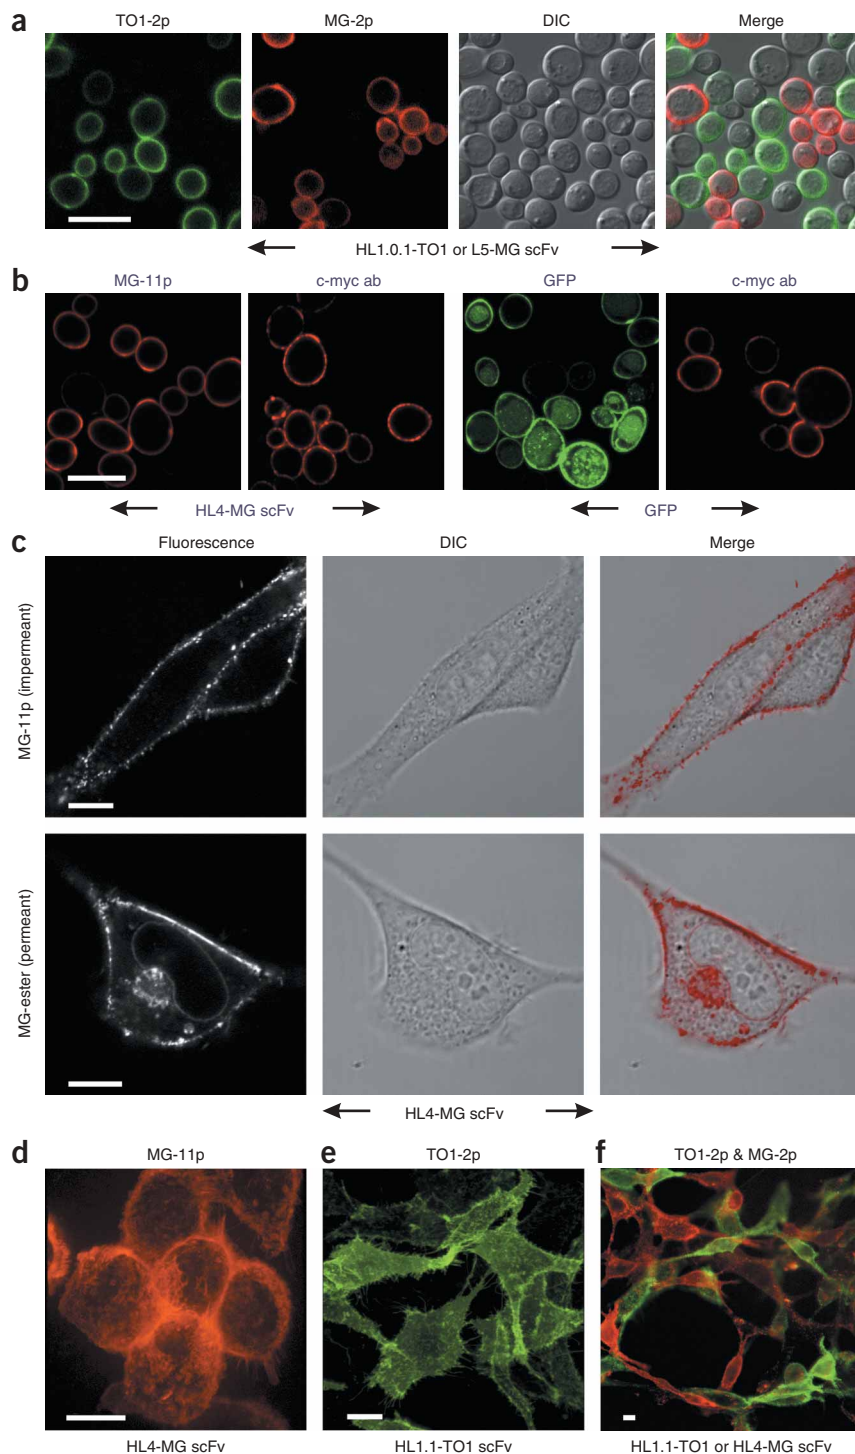 a
TO1-2p MG-2p DIC Merge
HL1.0.1-TO1 or L5-MG scFv
b
MG-11p c-myc ab GFP c-myc ab
HL4-MG scFv GFP
c
Fluorescence DIC Merge
MG-11p (impermeant)
MG-ester (permeant)
HL4-MG scFv
d MG-11p e TO1-2p f TO1-2p & MG-2p
HL4-MG scFv HL1.1-TO1 scFv HL1.1-TO1 or HL4-MG scFv